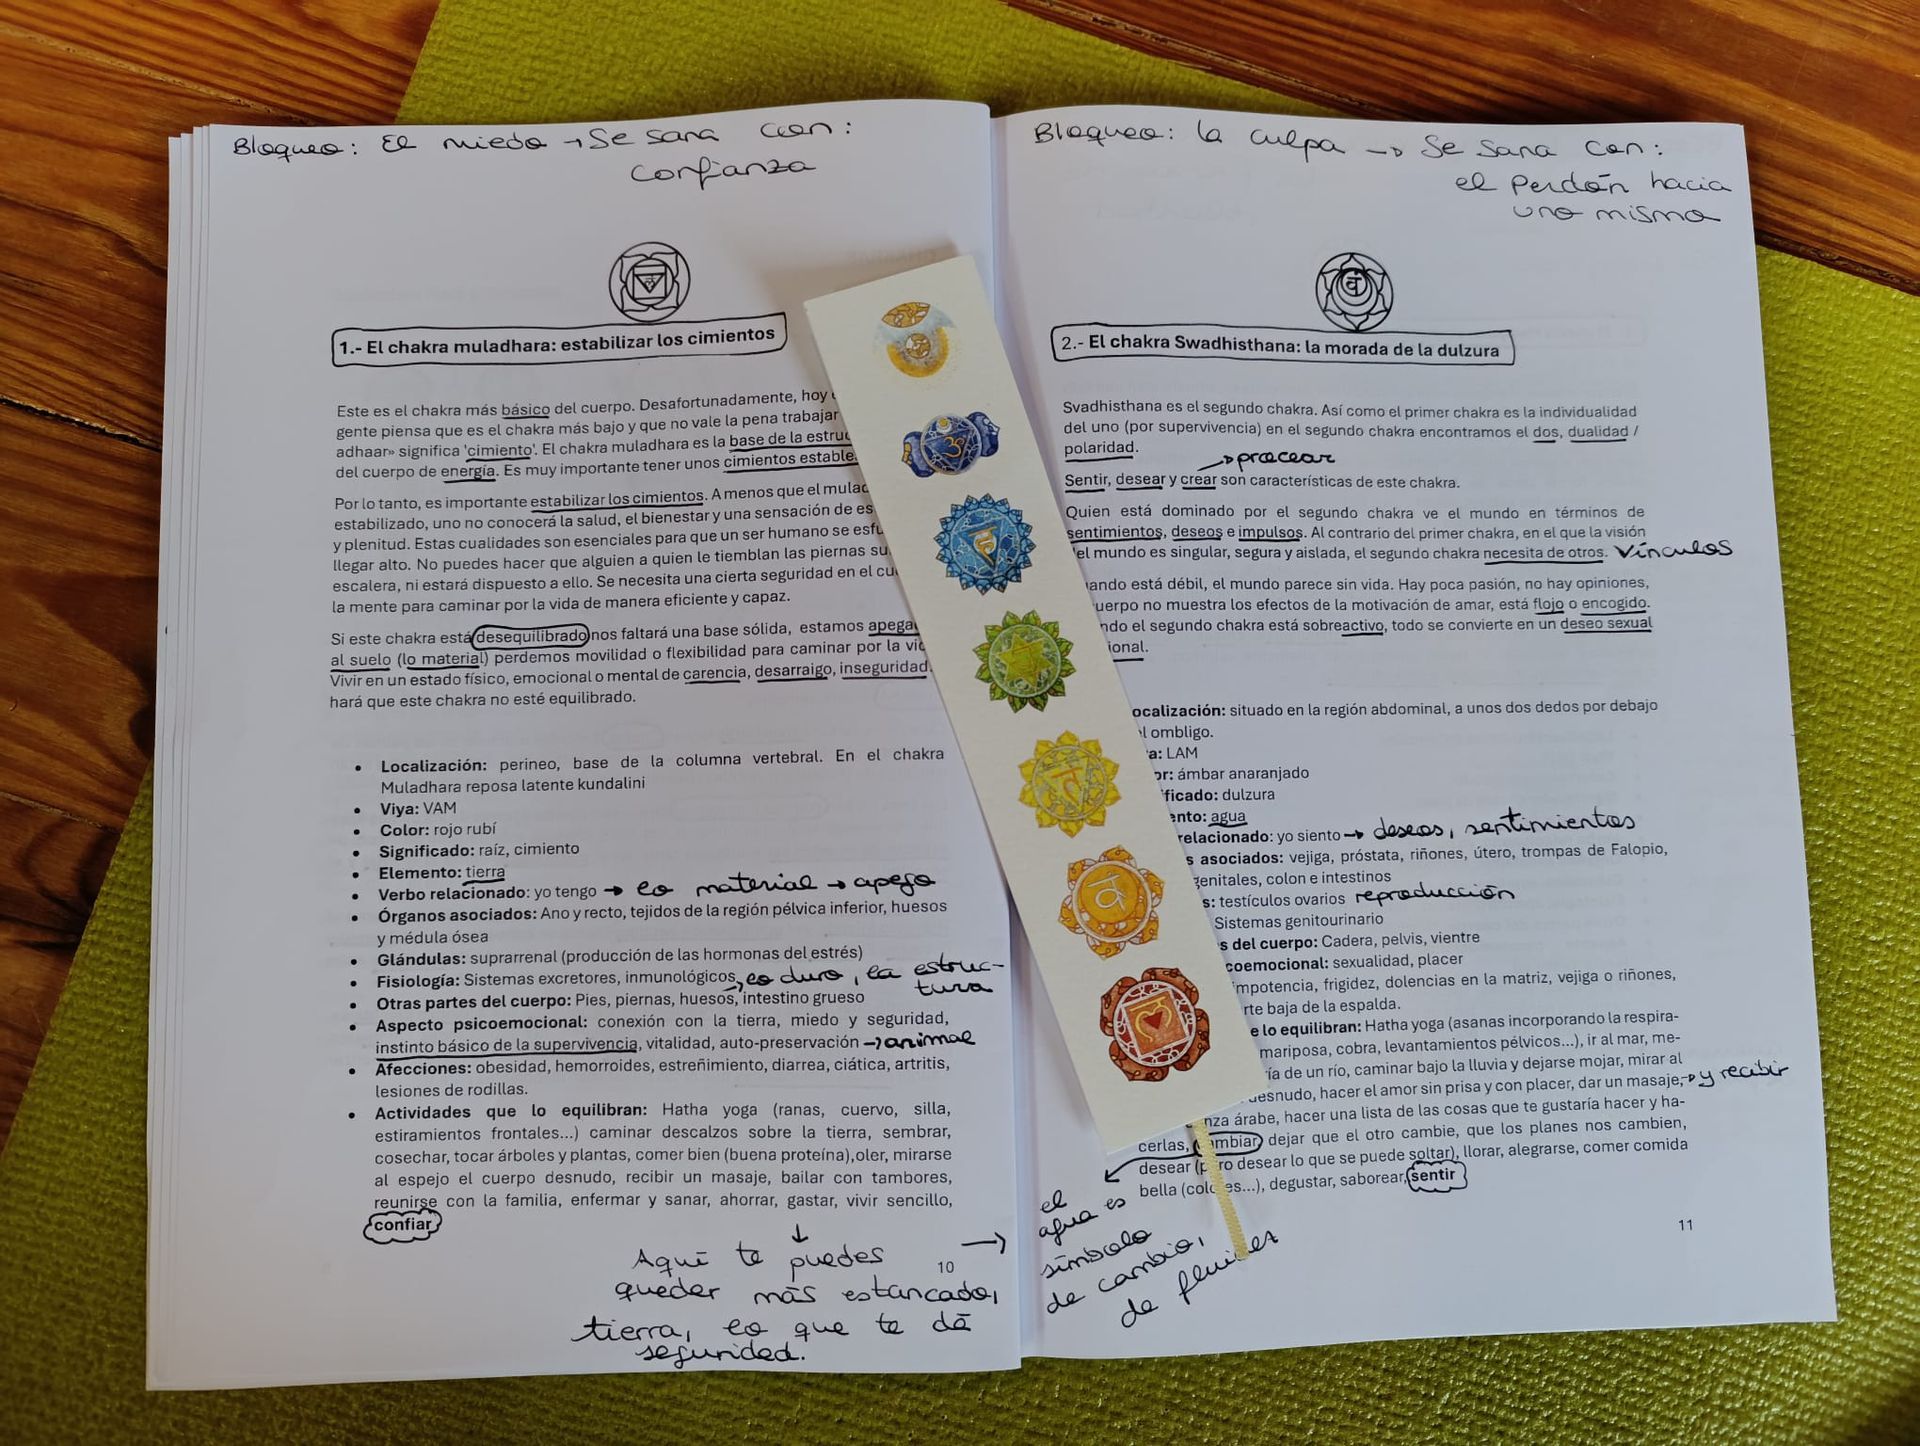 Bloqueo: El miedo → Se sana con:
confianza
1.- El chakra muladhara: estabilizar los cimientos
Este es el chakra más básico del cuerpo. Desafortunadamente, hoy
gente piensa que es el chakra más bajo y que no vale la pena trabajar
adhaar» significa 'cimiento'. El chakra muladhara es la base de la
del cuerpo de energía. Es muy importante tener unos cimientos
Por lo tanto, es importante estabilizar los cimientos. A menos que el
estabilizado, uno no conocerá la salud, el bienestar y una sensación de
y plenitud. Estas cualidades son esenciales para que un ser humano se
llegar alto. No puedes hacer que alguien a quien le tiemblan las piernas
escalera, ni estará dispuesto a ello. Se necesita una cierta seguridad en el
la mente para caminar por la vida de manera eficiente y capaz.
Si este chakra está desequilibrado nos faltará una base sólida, estamos
al suelo (lo material) perdemos movilidad o flexibilidad para caminar por la
Vivir en un estado físico, emocional o mental de carencia, desarraigo, inseguridad
hará que este chakra no esté equilibrado.
• Localización: perineo, base de la columna vertebral. En el chakra
Muladhara reposa latente kundalini
• Viya: VAM
• Color: rojo rubí
• Significado: raíz, cimiento
• Elemento: tierra
• Verbo relacionado: yo tengo → lo material → apego
• Órganos asociados: Ano y recto, tejidos de la región pélvica inferior, huesos
y médula ósea
• Glándulas: suprarrenal (producción de las hormonas del estrés)
• Fisiología: Sistemas excretores, inmunológicos → lo duro, la estruc-
tura
• Otras partes del cuerpo: Pies, piernas, huesos, intestino grueso
• Aspecto psicoemocional: conexión con la tierra, miedo y seguridad,
instinto básico de la supervivencia, vitalidad, auto-preservación → animal
• Afecciones: obesidad, hemorroides, estreñimiento, diarrea, ciática, artritis,
lesiones de rodillas.
• Actividades que lo equilibran: Hatha yoga (ranas, cuervo, silla,
estiramientos frontales...) caminar descalzos sobre la tierra, sembrar,
cosechar, tocar árboles y plantas, comer bien (buena proteína),oler, mirarse
al espejo el cuerpo desnudo, recibir un masaje, bailar con tambores,
reunirse con la familia, enfermar y sanar, ahorrar, gastar, vivir sencillo,
confiar
Aquí te puedes
quedar más estancado,
tierra, lo que te dá
seguridad.
10
Bloqueo: la culpa → Se sana con:
el Perdón hacia
uno mismo
2.- El chakra Swadhisthana: la morada de la dulzura
Svadhisthana es el segundo chakra. Así como el primer chakra es la individualidad
del uno (por supervivencia) en el segundo chakra encontramos el dos, dualidad /
polaridad.
→ procear
Sentir, desear y crear son características de este chakra.
Quien está dominado por el segundo chakra ve el mundo en términos de
sentimientos, deseos e impulsos. Al contrario del primer chakra, en el que la visión
del mundo es singular, segura y aislada, el segundo chakra necesita de otros. Vínculos
está débil, el mundo parece sin vida. Hay poca pasión, no hay opiniones,
no muestra los efectos de la motivación de amar, está flojo o encogido.
el segundo chakra está sobreactivo, todo se convierte en un deseo sexual
situado en la región abdominal, a unos dos dedos por debajo
ombligo.
LAM
ámbar anaranjado
dulzura
agua
relacionado: yo siento → deseos, sentimientos
asociados: vejiga, próstata, riñones, útero, trompas de Falopio,
genitales, colon e intestinos
testículos ovarios reproducción
Sistemas genitourinario
del cuerpo: Cadera, pelvis, vientre
sexualidad, placer
impotencia, frigidez, dolencias en la matriz, vejiga o riñones,
baja de la espalda.
lo equilibran: Hatha yoga (asanas incorporando la respira-
mariposa, cobra, levantamientos pélvicos...), ir al mar, me-
de un río, caminar bajo la lluvia y dejarse mojar, mirar al
desnudo, hacer el amor sin prisa y con placer, dar un masaje, → y recibir
árabe, hacer una lista de las cosas que te gustaría hacer y ha-
cerlas, cambiar, dejar que el otro cambie, que los planes nos cambien,
desear (pero desear lo que se puede soltar), llorar, alegrarse, comer comida
bella (colores...), degustar, saborear, sentir
el
agua es
símbolo
de cambio,
de
11